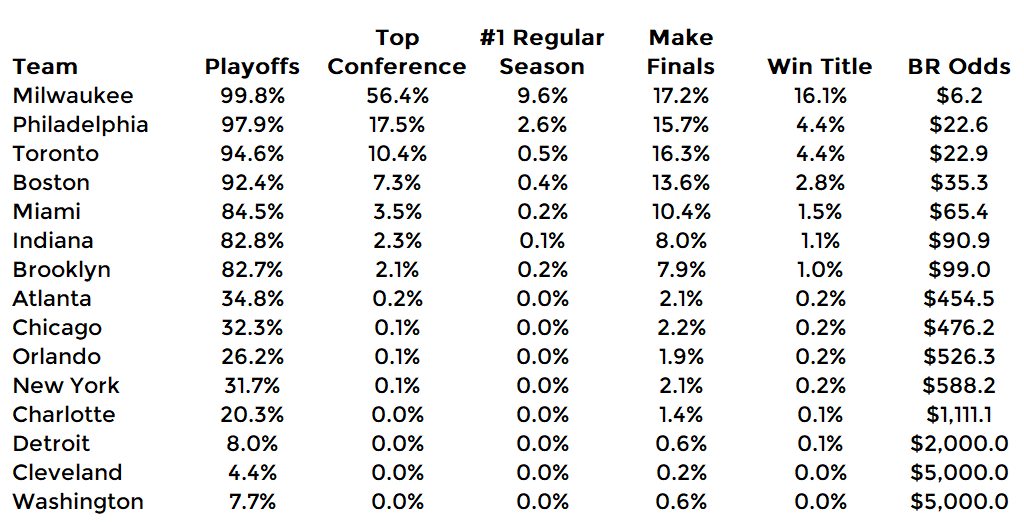 Top #1 Regular Make
Team Playoffs Conference Season Finals Win Title BR Odds
Milwaukee 99.8% 56.4% 9.6% 17.2% 16.1% $6.2
Philadelphia 97.9% 17.5% 2.6% 15.7% 4.4% $22.6
Toronto 94.6% 10.4% 0.5% 16.3% 4.4% $22.9
Boston 92.4% 7.3% 0.4% 13.6% 2.8% $35.3
Miami 84.5% 3.5% 0.2% 10.4% 1.5% $65.4
Indiana 82.8% 2.3% 0.1% 8.0% 1.1% $90.9
Brooklyn 82.7% 2.1% 0.2% 7.9% 1.0% $99.0
Atlanta 34.8% 0.2% 0.0% 2.1% 0.2% $454.5
Chicago 32.3% 0.1% 0.0% 2.2% 0.2% $476.2
Orlando 26.2% 0.1% 0.0% 1.9% 0.2% $526.3
New York 31.7% 0.1% 0.0% 2.1% 0.2% $588.2
Charlotte 20.3% 0.0% 0.0% 1.4% 0.1% $1,111.1
Detroit 8.0% 0.0% 0.0% 0.6% 0.1% $2,000.0
Cleveland 4.4% 0.0% 0.0% 0.2% 0.0% $5,000.0
Washington 7.7% 0.0% 0.0% 0.6% 0.0% $5,000.0